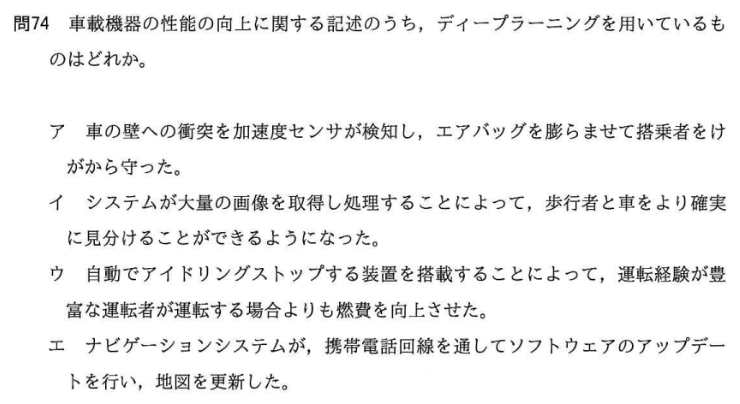 問74 車載機器の性能の向上に関する記述のうち，ディープラーニングを用いているも
のはどれか。
ア 車の壁への衝突を加速度センサが検知し，エアバッグを膨らませて搭乗者をけ
がから守った。
イ システムが大量の画像を取得し処理することによって，歩行者と車をより確実
に見分けることができるようになった。
ウ 自動でアイドリングストップする装置を搭載することによって，運転経験が豊
富な運転者が運転する場合よりも燃費を向上させた。
エ ナビゲーションシステムが，携帯電話回線を通してソフトウェアのアップデー
トを行い，地図を更新した。